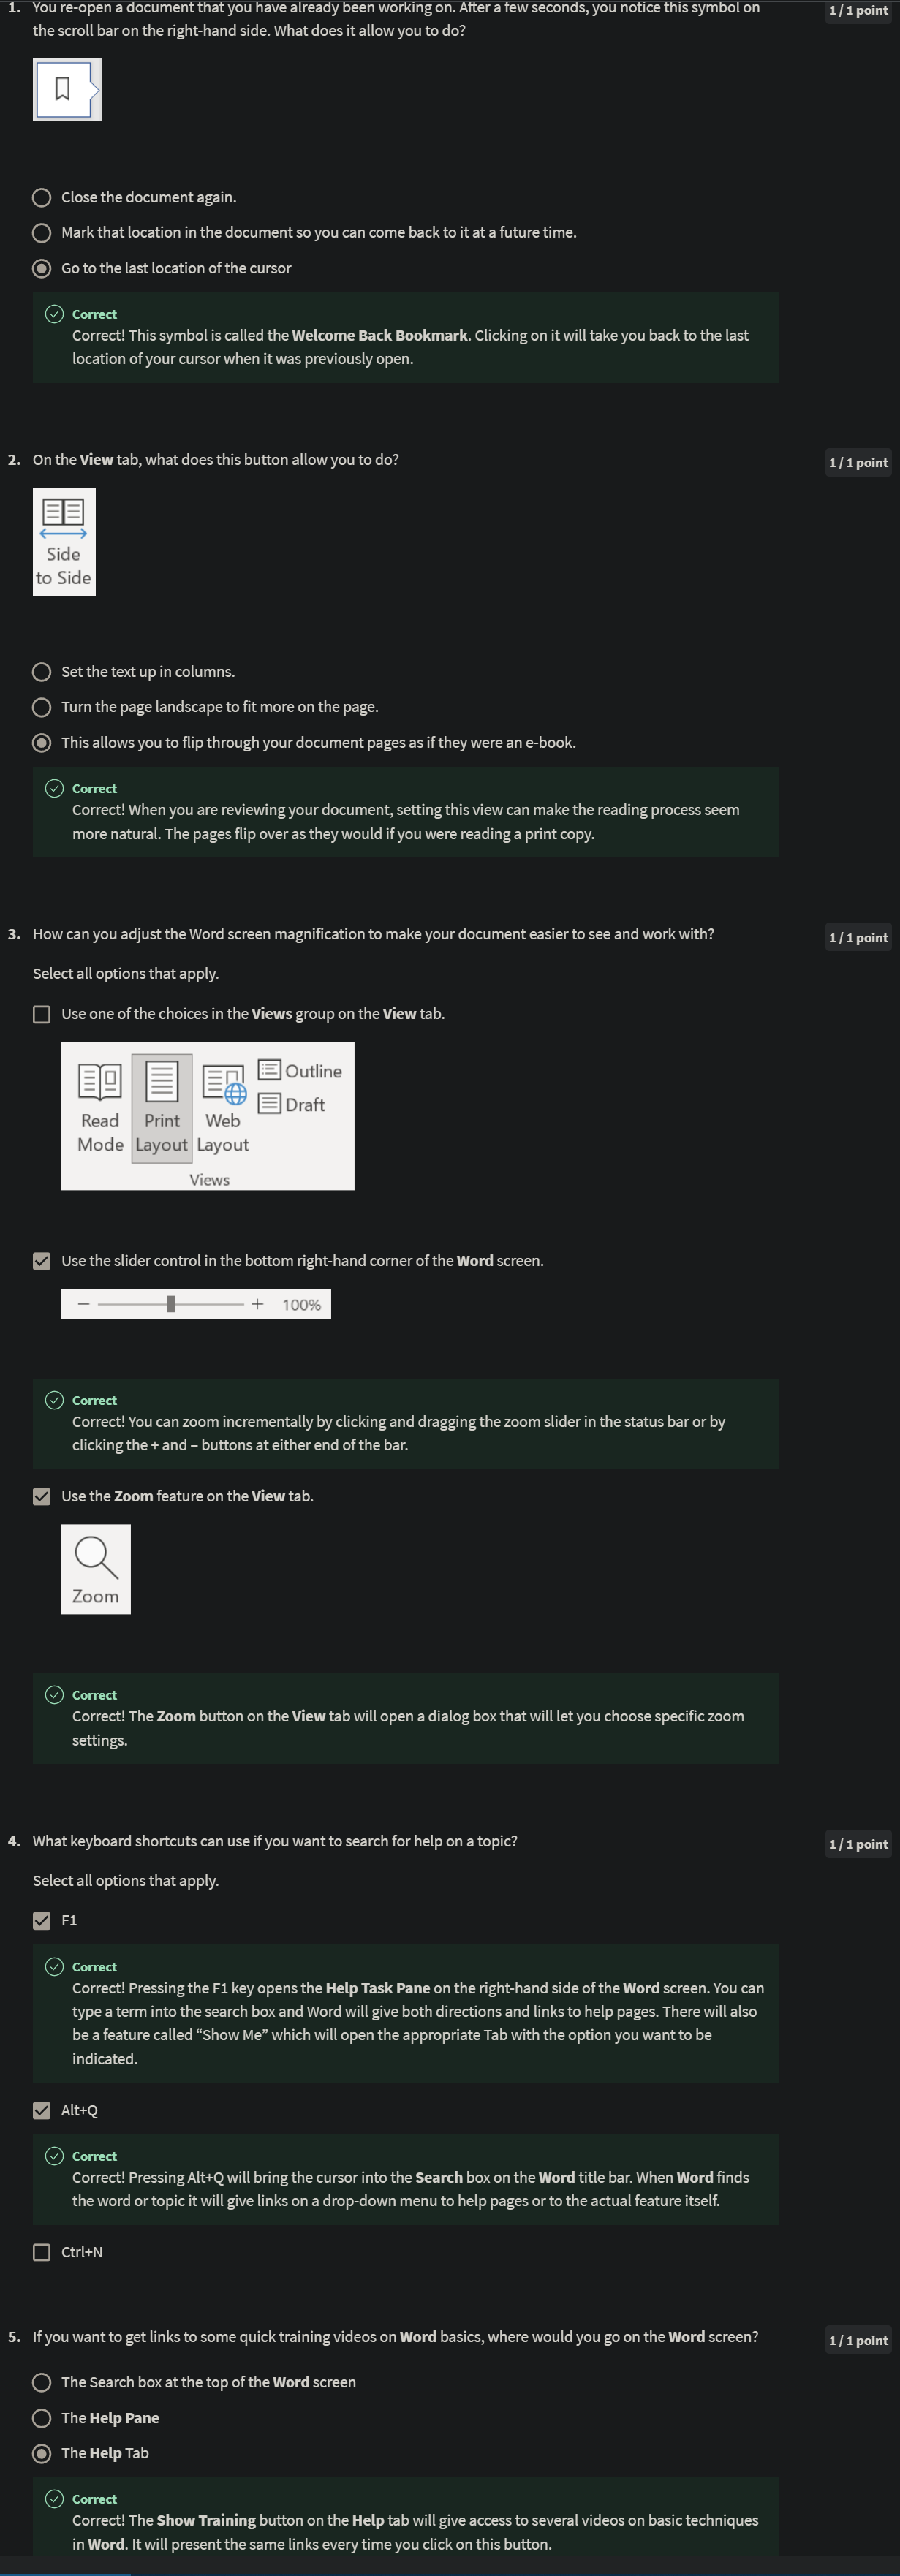 1. You re-open a document that you have already been working on. After a few seconds, you notice this symbol on
1 / 1 point
the scroll bar on the right-hand side. What does it allow you to do?
Close the document again.
Mark that location in the document so you can come back to it at a future time.
Go to the last location of the cursor
Correct
Correct! This symbol is called the Welcome Back Bookmark. Clicking on it will take you back to the last
location of your cursor when it was previously open.
2. On the View tab, what does this button allow you to do?
1 / 1 point
Side
to Side
Set the text up in columns.
Turn the page landscape to fit more on the page.
This allows you to flip through your document pages as if they were an e-book.
Correct
Correct! When you are reviewing your document, setting this view can make the reading process seem
more natural. The pages flip over as they would if you were reading a print copy.
3. How can you adjust the Word screen magnification to make your document easier to see and work with?
1 / 1 point
Select all options that apply.
Use one of the choices in the Views group on the View tab.
Read
Mode
Print
Layout
Web
Layout
Outline
Draft
Views
Use the slider control in the bottom right-hand corner of the Word screen.
− + 100%
Correct
Correct! You can zoom incrementally by clicking and dragging the zoom slider in the status bar or by
clicking the + and – buttons at either end of the bar.
Use the Zoom feature on the View tab.
Zoom
Correct
Correct! The Zoom button on the View tab will open a dialog box that will let you choose specific zoom
settings.
4. What keyboard shortcuts can use if you want to search for help on a topic?
1 / 1 point
Select all options that apply.
F1
Correct
Correct! Pressing the F1 key opens the Help Task Pane on the right-hand side of the Word screen. You can
type a term into the search box and Word will give both directions and links to help pages. There will also
be a feature called “Show Me” which will open the appropriate Tab with the option you want to be
indicated.
Alt+Q
Correct
Correct! Pressing Alt+Q will bring the cursor into the Search box on the Word title bar. When Word finds
the word or topic it will give links on a drop-down menu to help pages or to the actual feature itself.
Ctrl+N
5. If you want to get links to some quick training videos on Word basics, where would you go on the Word screen?
1 / 1 point
The Search box at the top of the Word screen
The Help Pane
The Help Tab
Correct
Correct! The Show Training button on the Help tab will give access to several videos on basic techniques
in Word. It will present the same links every time you click on this button.